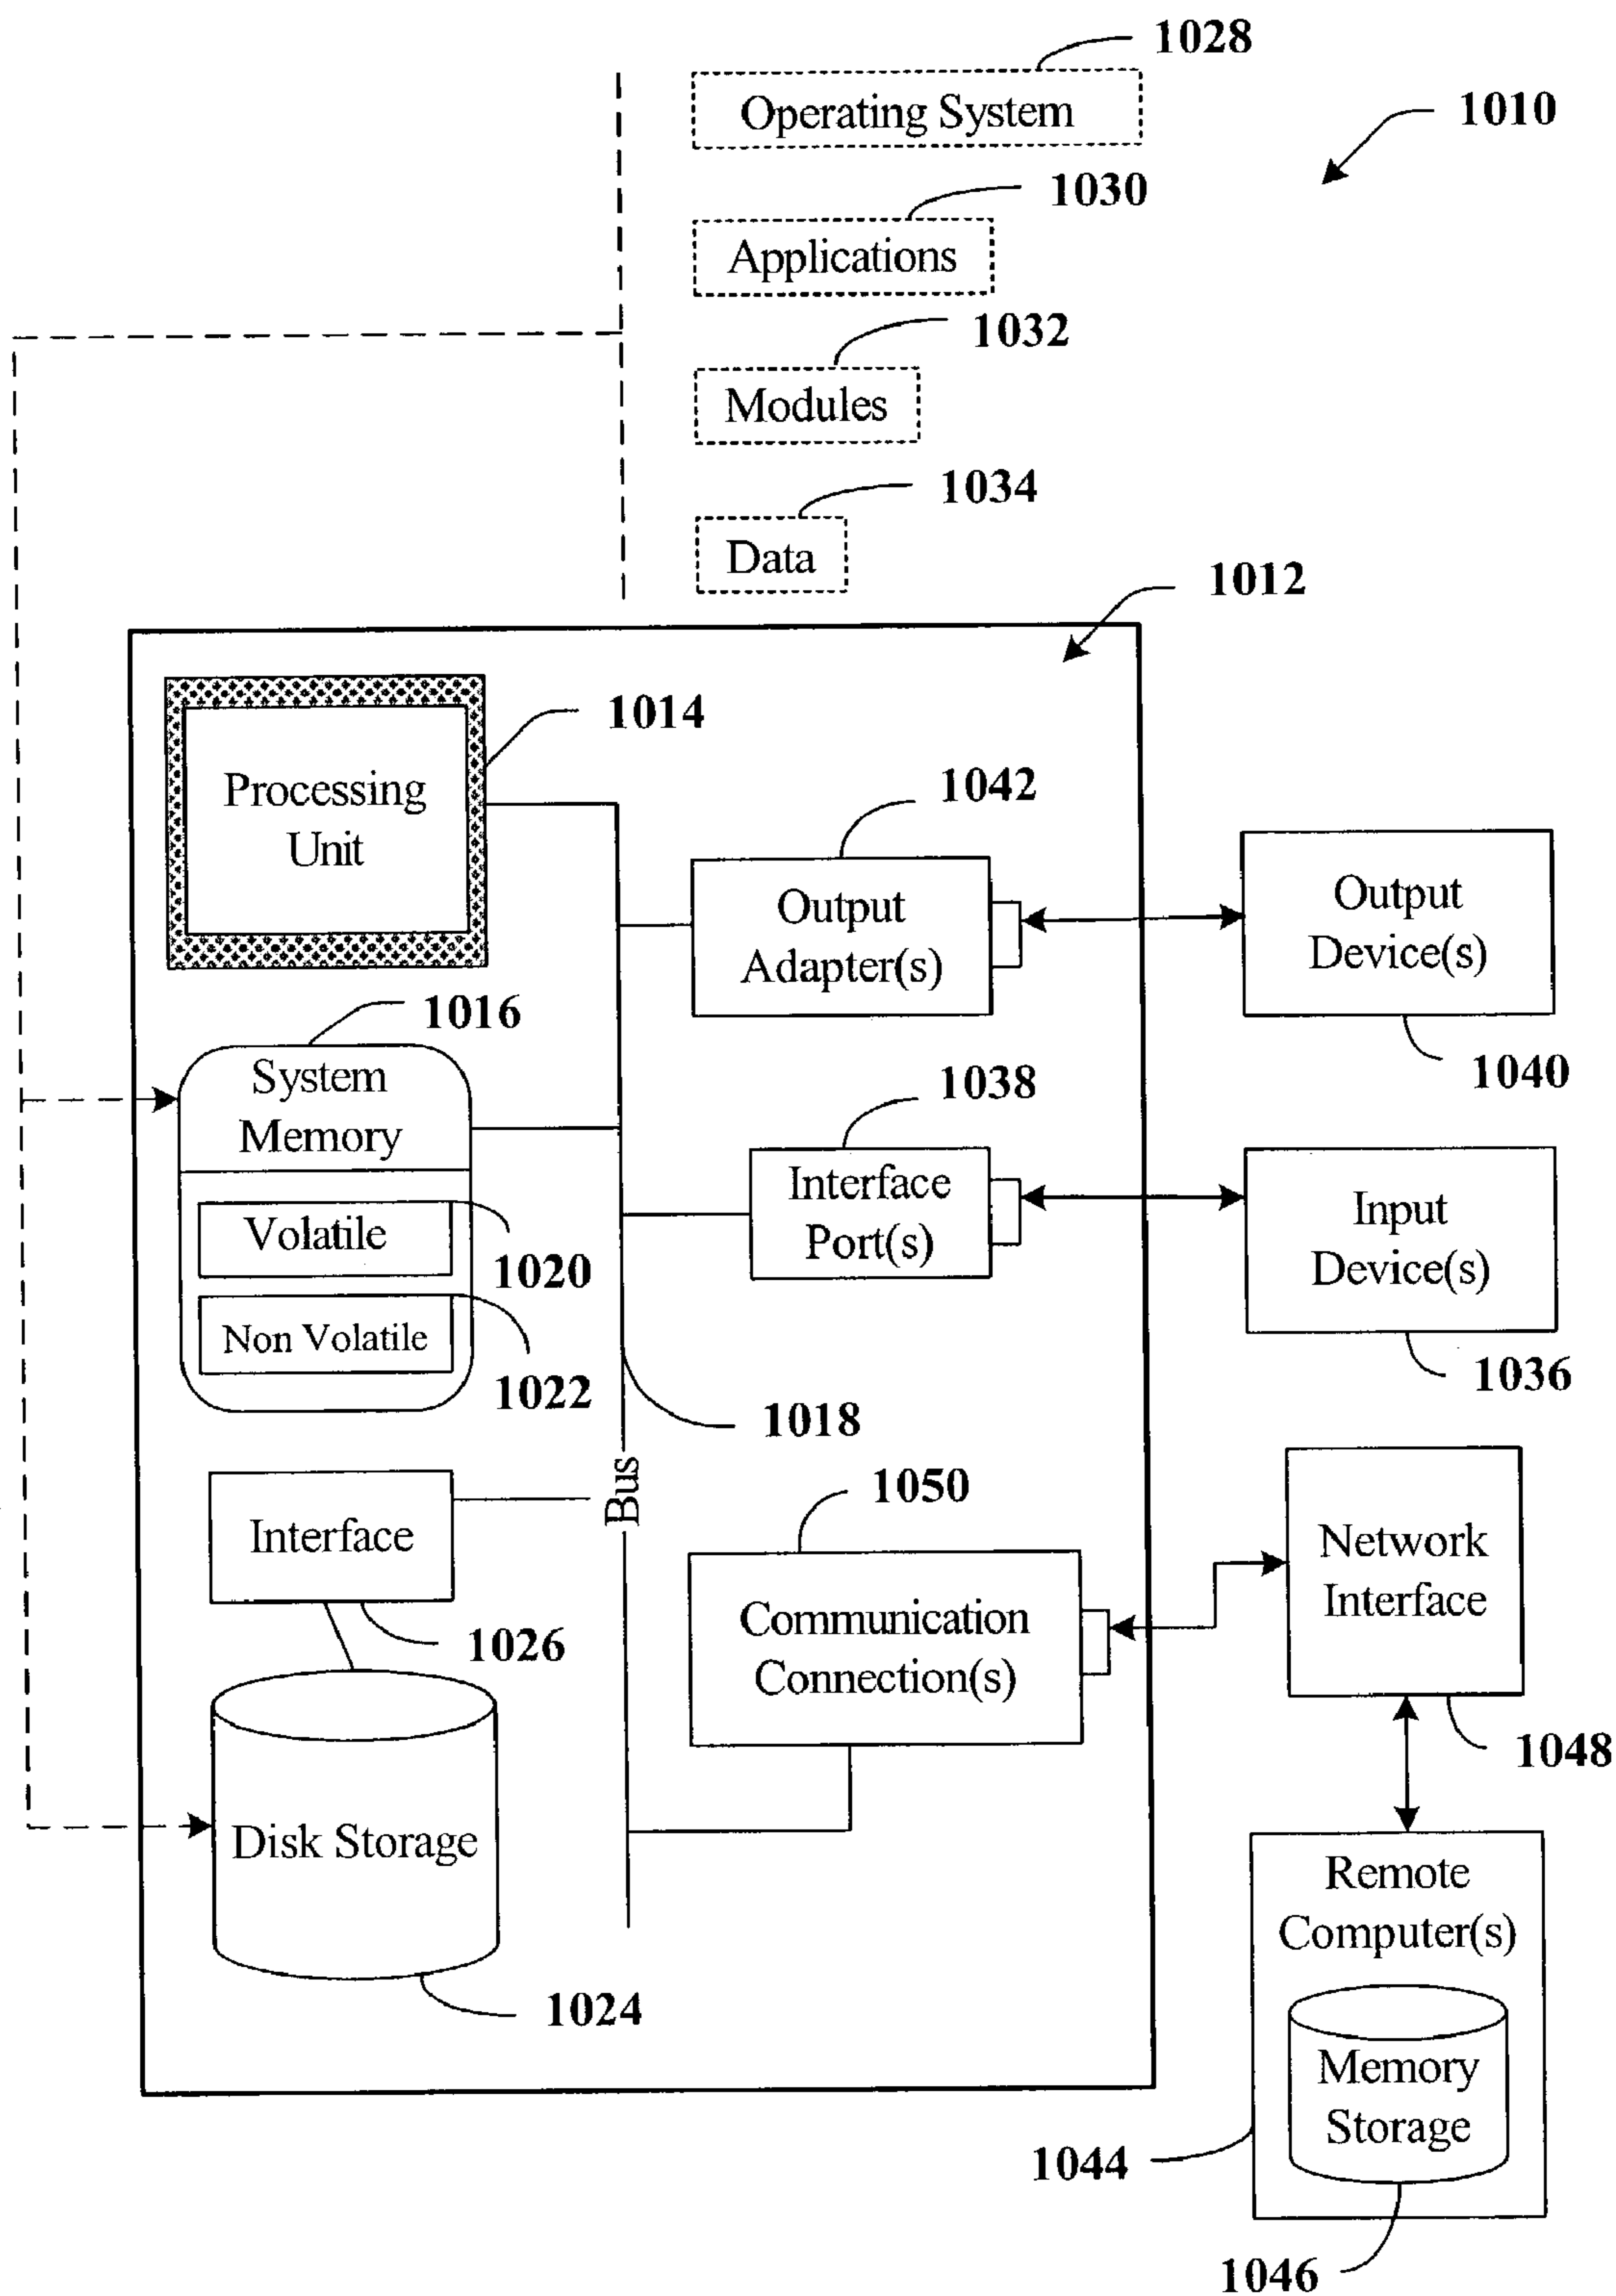 1028
Operating System
1010
1030
Applications
1032
Modules
1034
Data
1012
1014
Processing
Unit
1042
Output
Adapter(s)
Output
Device(s)
1040
1016
System
Memory
1038
Interface
Port(s)
Input
Device(s)
1036
Volatile
1020
Non Volatile
1022
1018
Bus
Interface
1026
1050
Communication
Connection(s)
Network
Interface
1048
Disk Storage
1024
Remote
Computer(s)
Memory
Storage
1044
1046